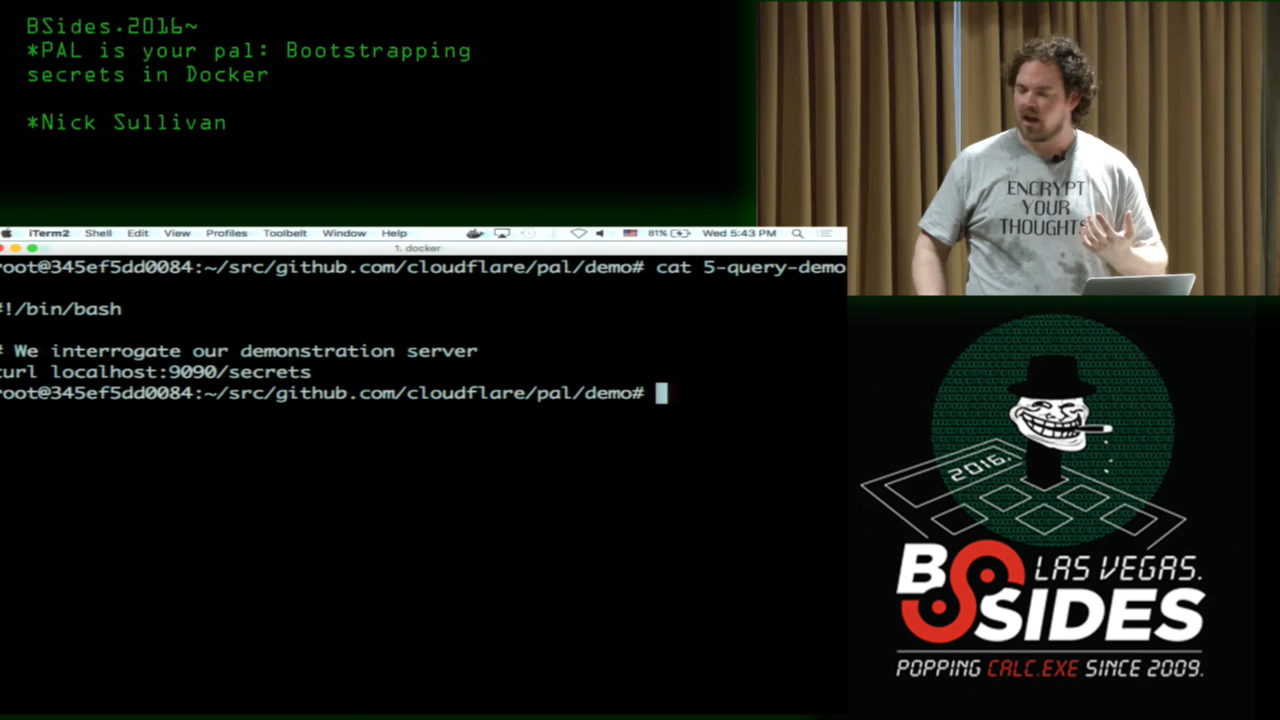 BSides.2016~
*PAL is your pal: Bootstrapping
secrets in Docker
*Nick Sullivan
ENCRYPT
YOUR
THOUGHTS
iTerm2 Shell Edit View Profiles Toolbelt Window Help 81% Wed 5:43 PM
1. docker
root@345ef5dd0084:~/src/github.com/cloudflare/pal/demo# cat 5-query-demo
#!/bin/bash
# We interrogate our demonstration server
curl localhost:9090/secrets
root@345ef5dd0084:~/src/github.com/cloudflare/pal/demo#
2016.
BSIDES LAS VEGAS.
POPPING CALC.EXE SINCE 2009.